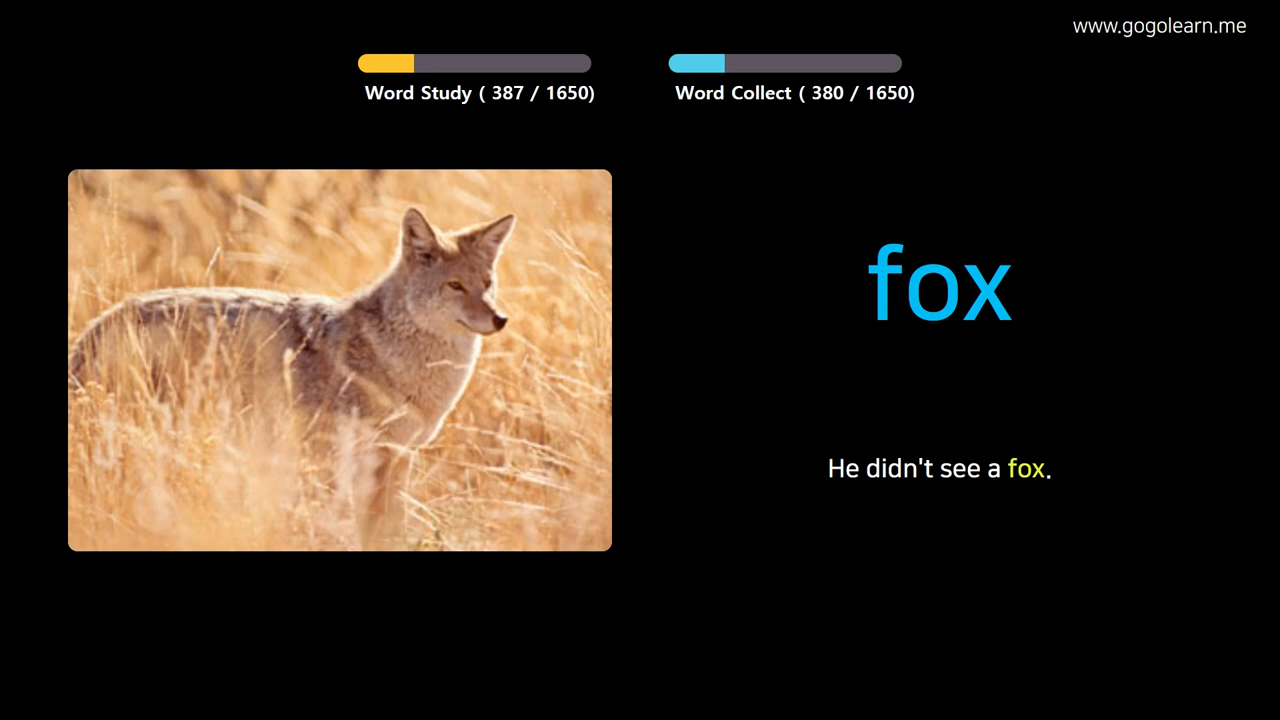 www.gogolearn.me
Word Study ( 387 / 1650)
Word Collect ( 380 / 1650)
fox
He didn't see a fox.